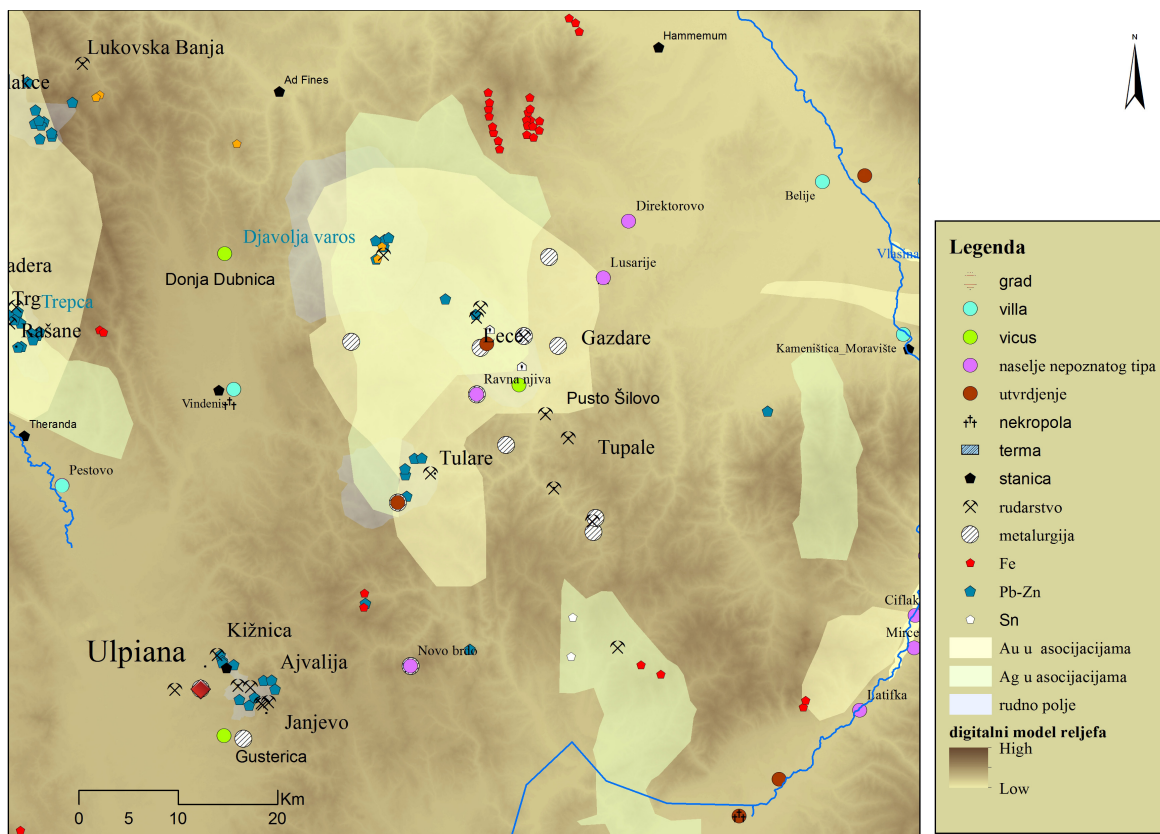 Hammemum
N
Lukovska Banja
Ad Fines
lakce
Belije
Direktorovo
Djavolja varos
Vlasina
Lusarije
adera
Donja Dubnica
Trg
Trepca
Rašane
Lece
Gazdare
Kameništica_Moravište
Ravna njiva
Vindenis
Pusto Šilovo
Theranda
Tupale
Tulare
Pestovo
Ciflak
Kižnica
Mirce
Ulpiana
Ajvalija
Novo brdo
Latifka
Janjevo
Gusterica
Km
0 5 10 20
Legenda
grad
villa
vicus
naselje nepoznatog tipa
utvrdjenje
nekropola
terma
stanica
rudarstvo
metalurgija
Fe
Pb-Zn
Sn
Au u asocijacijama
Ag u asocijacijama
rudno polje
digitalni model reljefa
High
Low